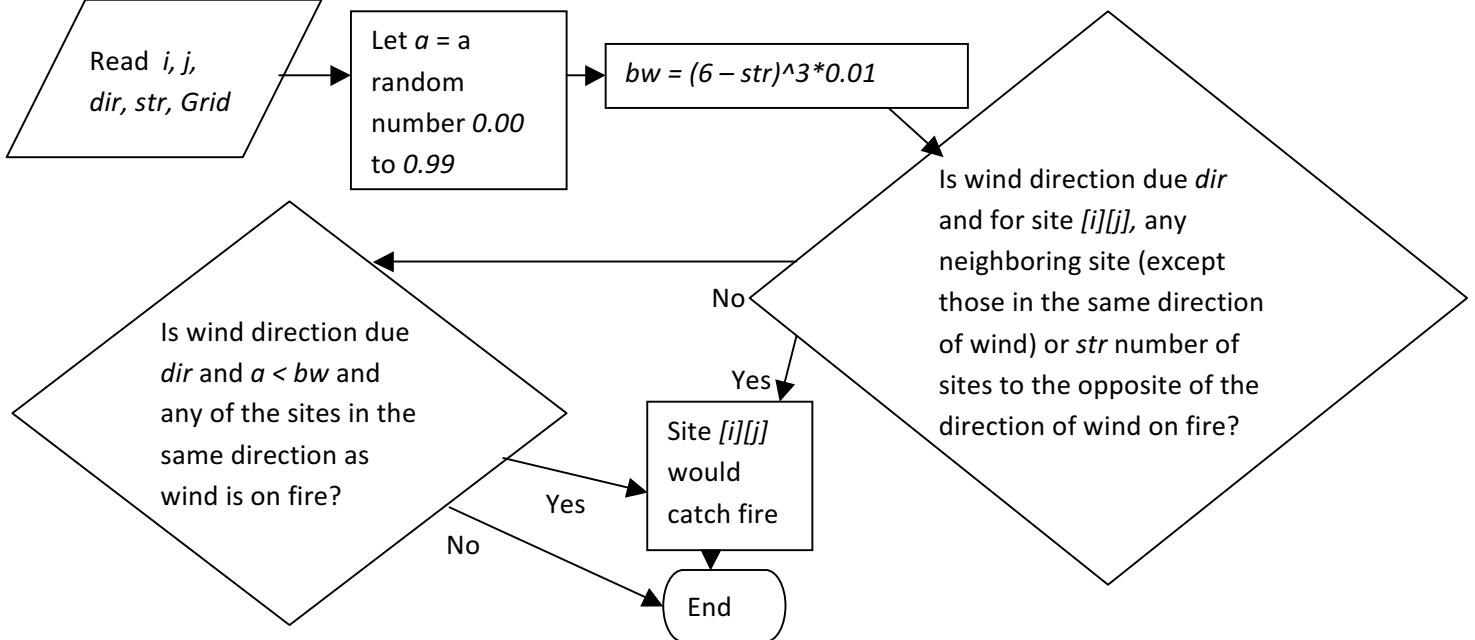 Read i, j,
dir, str, Grid
Let a = a
random
number 0.00
to 0.99
bw = (6 – str)^3*0.01
Is wind direction due dir
and for site [i][j], any
neighboring site (except
those in the same direction
of wind) or str number of
sites to the opposite of the
direction of wind on fire?
No
Yes
Is wind direction due
dir and a < bw and
any of the sites in the
same direction as
wind is on fire?
Yes
No
Site [i][j]
would
catch fire
End